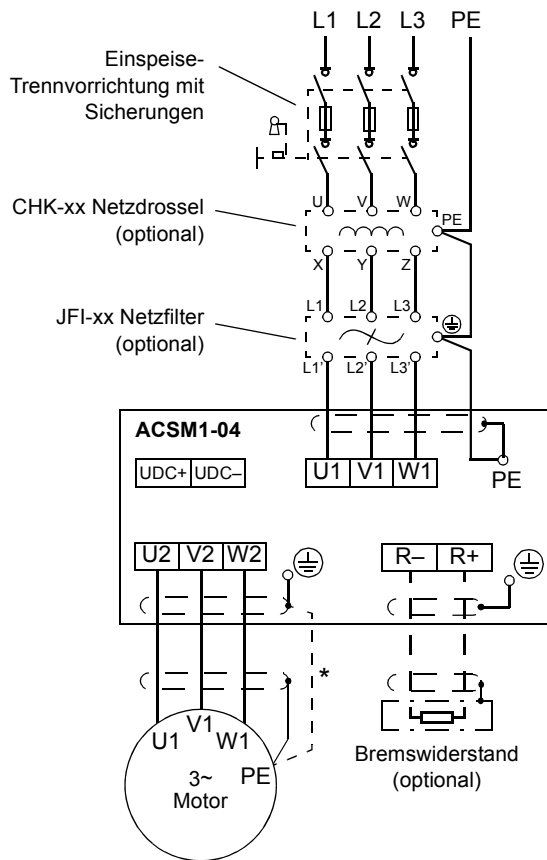 L1 L2 L3 PE
Einspeise-
Trennvorrichtung mit
Sicherungen
U V W
CHK-xx Netzdrossel
(optional)
PE
X Y Z
L1 L2 L3
JFI-xx Netzfilter
(optional)
L1' L2' L3'
ACSM1-04
UDC+ UDC–
U1 V1 W1
PE
U2 V2 W2
R– R+
*
U1 V1 W1
PE
3~
Motor
Bremswiderstand
(optional)